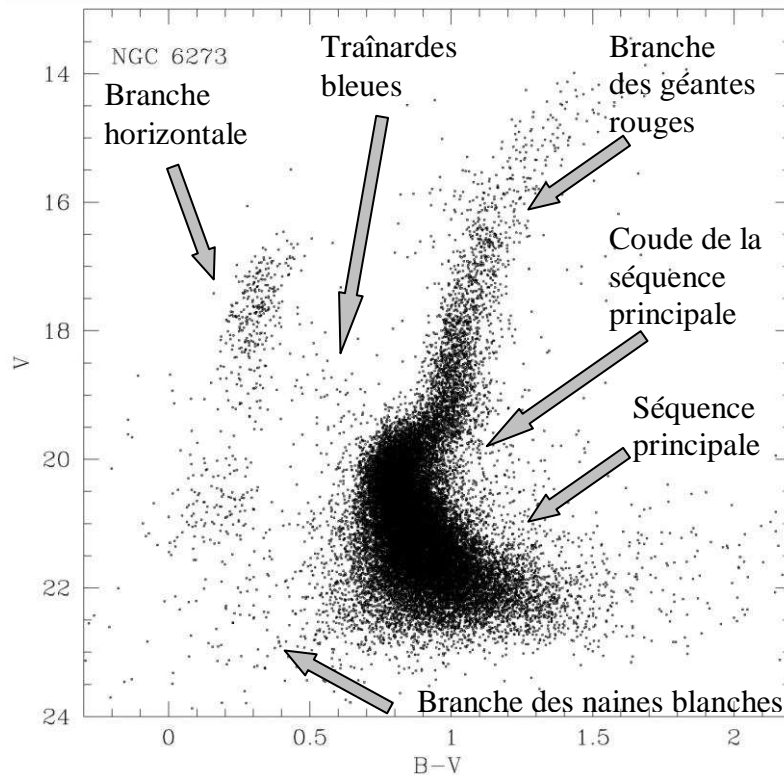 NGC 6273
Branche
horizontale
Traînardes
bleues
Branche
des géantes
rouges
Coude de la
séquence
principale
Séquence
principale
Branche des naines blanches
14
16
18
20
22
24
V
0
0.5
1
1.5
2
B-V